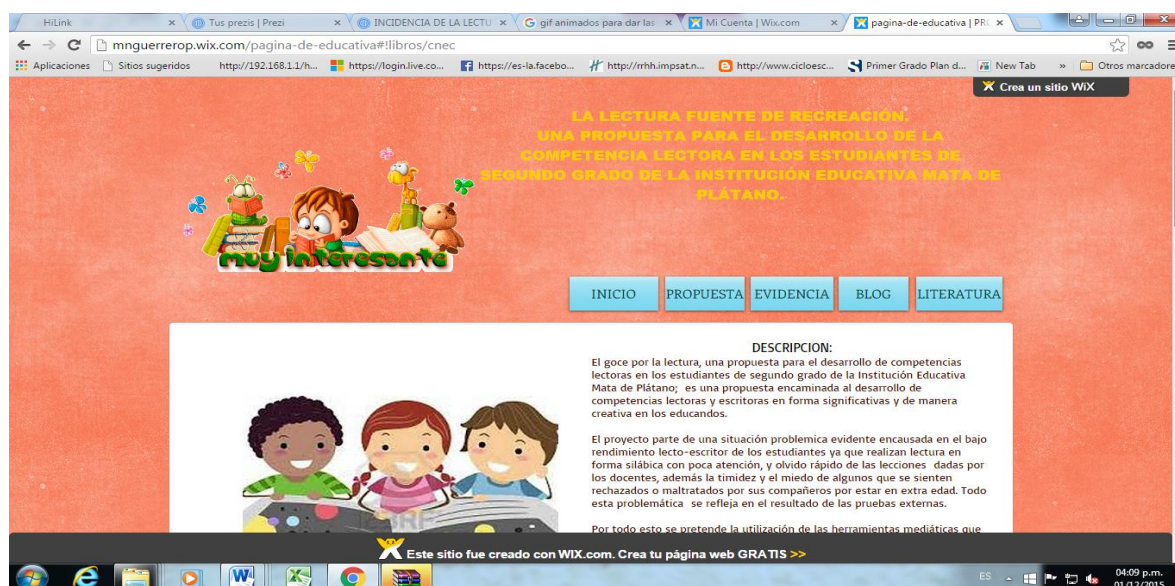 HiLink
Tus prezis | Prezi
INCIDENCIA DE LA LECTU
gif animados para dar las
Mi Cuenta | Wix.com
pagina-de-educativa | PRO
mnguerrerop.wix.com/pagina-de-educativa#!libros/cnec
Aplicaciones Sitios sugeridos http://192.168.1.1/h... https://login.live.co... https://es-la.facebo... http://rrhh.impsat.n... http://www.cicloesc... Primer Grado Plan d... New Tab » Otros marcadore
Crea un sitio WiX
LA LECTURA FUENTE DE RECREACIÓN.
UNA PROPUESTA PARA EL DESARROLLO DE LA
COMPETENCIA LECTORA EN LOS ESTUDIANTES DE
SEGUNDO GRADO DE LA INSTITUCIÓN EDUCATIVA MATA DE
PLÁTANO.
muy interesante
INICIO PROPUESTA EVIDENCIA BLOG LITERATURA
DESCRIPCION:
El goce por la lectura, una propuesta para el desarrollo de competencias
lectoras en los estudiantes de segundo grado de la Institución Educativa
Mata de Plátano; es una propuesta encaminada al desarrollo de
competencias lectoras y escritoras en forma significativas y de manera
creativa en los educandos.
El proyecto parte de una situación problemica evidente encausada en el bajo
rendimiento lecto-escritor de los estudiantes ya que realizan lectura en
forma silábica con poca atención, y olvido rápido de las lecciones dadas por
los docentes, además la timidez y el miedo de algunos que se sienten
rechazados o maltratados por sus compañeros por estar en extra edad. Todo
esta problemática se refleja en el resultado de las pruebas externas.
Por todo esto se pretende la utilización de las herramientas mediáticas que
Este sitio fue creado con WIX.com. Crea tu página web GRATIS >>
ES
04:09 p.m.
01/12/2015